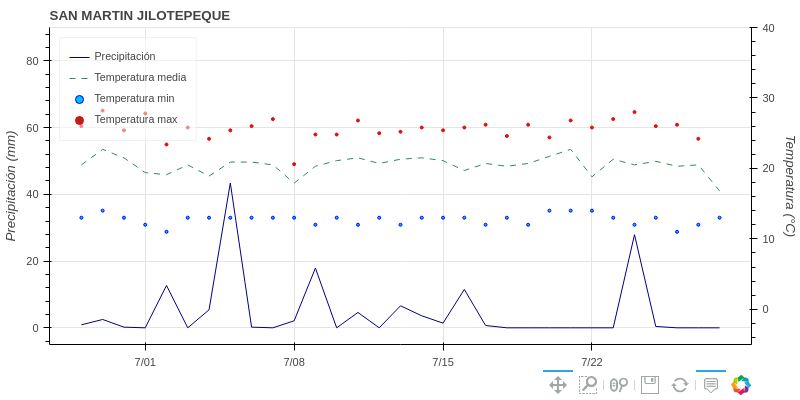 SAN MARTIN JILOTEPEQUE
Precipitación
Temperatura media
Temperatura min
Temperatura max
Precipitación (mm)
80
60
40
20
0
40
30
20
10
0
Temperatura (°C)
7/01
7/08
7/15
7/22